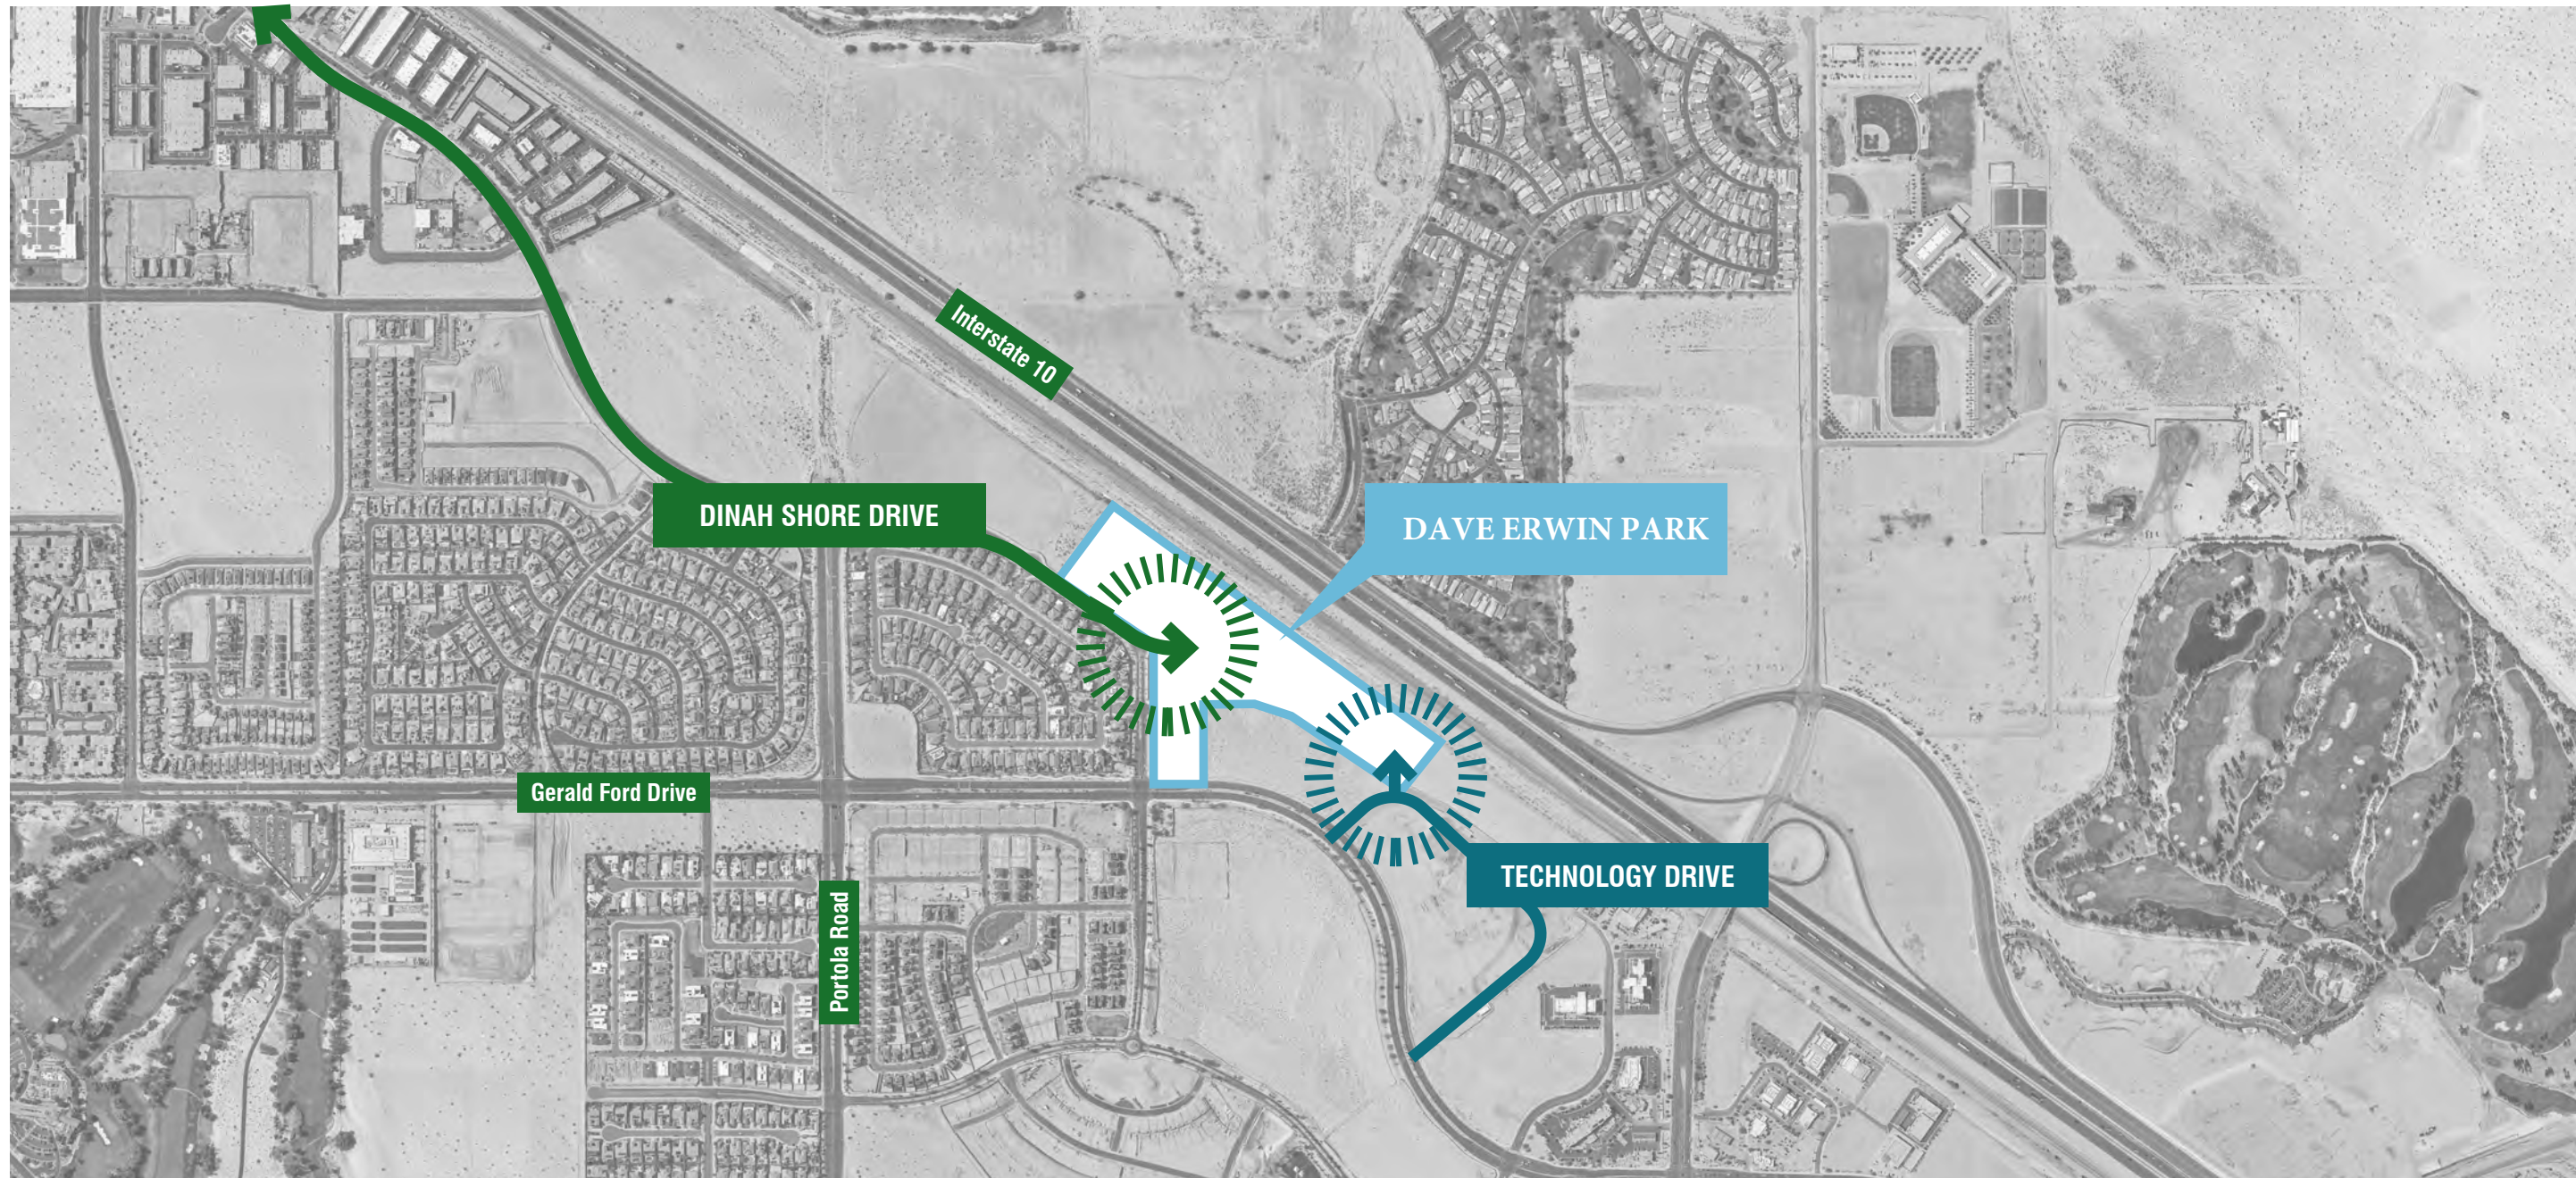 Interstate 10
DINAH SHORE DRIVE
DAVE ERWIN PARK
Gerald Ford Drive
TECHNOLOGY DRIVE
Portola Road